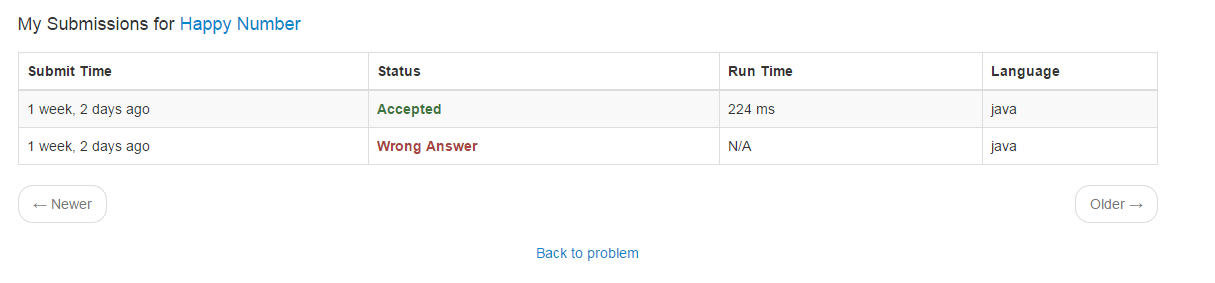 My Submissions for Happy Number
Submit Time Status Run Time Language
1 week, 2 days ago Accepted 224 ms java
1 week, 2 days ago Wrong Answer N/A java
← Newer Older →
Back to problem